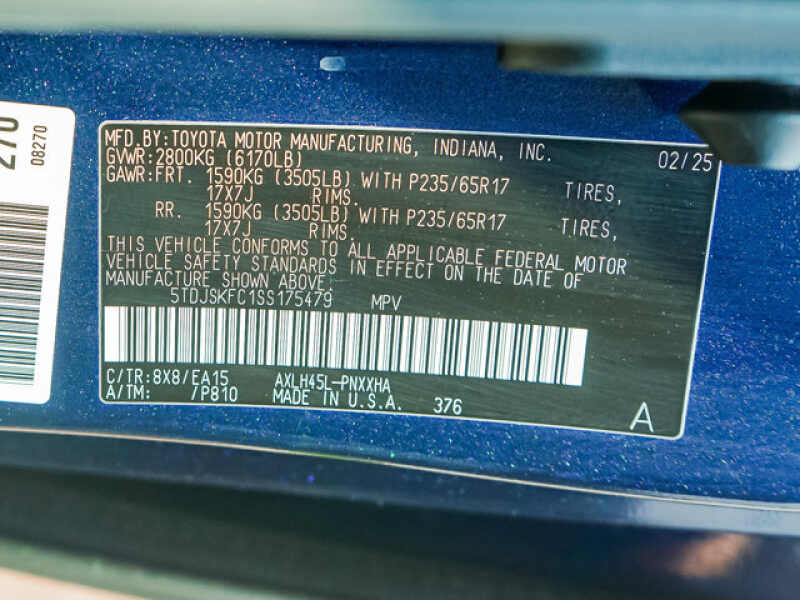 270
08270
MFD.BY:TOYOTA MOTOR MANUFACTURING, INDIANA, INC. 02/25
GVWR:2800KG (6170LB)
GAWR:FRT. 1590KG (3505LB) WITH P235/65R17 TIRES,
17X7J RIMS.
RR. 1590KG (3505LB) WITH P235/65R17 TIRES,
17X7J RIMS.
THIS VEHICLE CONFORMS TO ALL APPLICABLE FEDERAL MOTOR
VEHICLE SAFETY STANDARDS IN EFFECT ON THE DATE OF
MANUFACTURE SHOWN ABOVE.
5TDJSKFC1SS175479 MPV
C/TR:8X8/EA15 AXLH45L-PNXXHA
A/TM: /P810 MADE IN U.S.A. 376
A